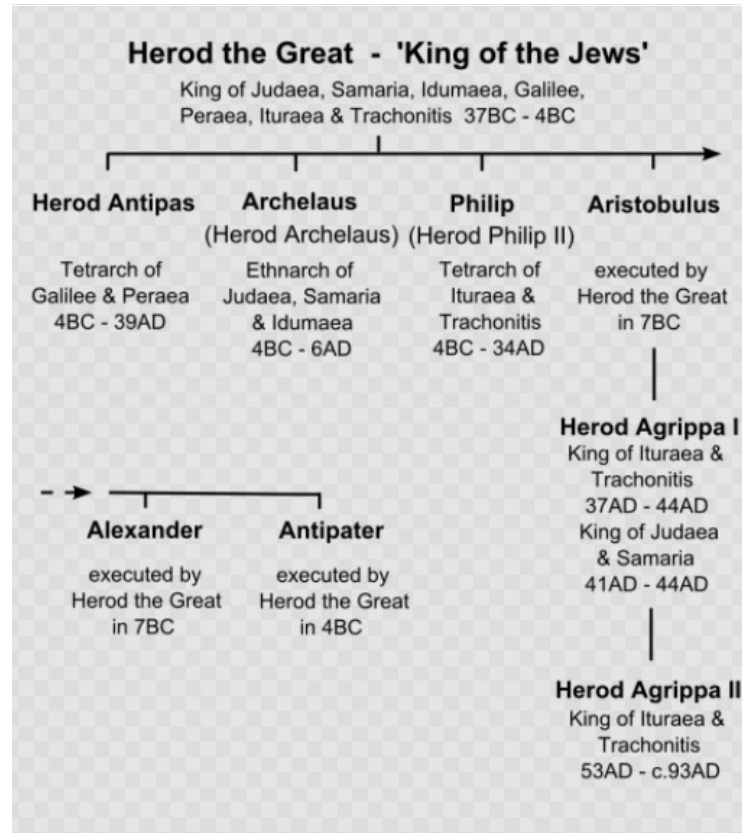 Herod the Great - 'King of the Jews'
King of Judaea, Samaria, Idumaea, Galilee,
Peraea, Ituraea & Trachonitis 37BC - 4BC
Herod Antipas
Tetrarch of
Galilee & Peraea
4BC - 39AD
Archelaus
(Herod Archelaus)
Ethnarch of
Judaea, Samaria
& Idumaea
4BC - 6AD
Philip
(Herod Philip II)
Tetrarch of
Ituraea &
Trachonitis
4BC - 34AD
Aristobulus
executed by
Herod the Great
in 7BC
Herod Agrippa I
King of Ituraea &
Trachonitis
37AD - 44AD
King of Judaea
& Samaria
41AD - 44AD
Herod Agrippa II
King of Ituraea &
Trachonitis
53AD - c.93AD
Alexander
executed by
Herod the Great
in 7BC
Antipater
executed by
Herod the Great
in 4BC